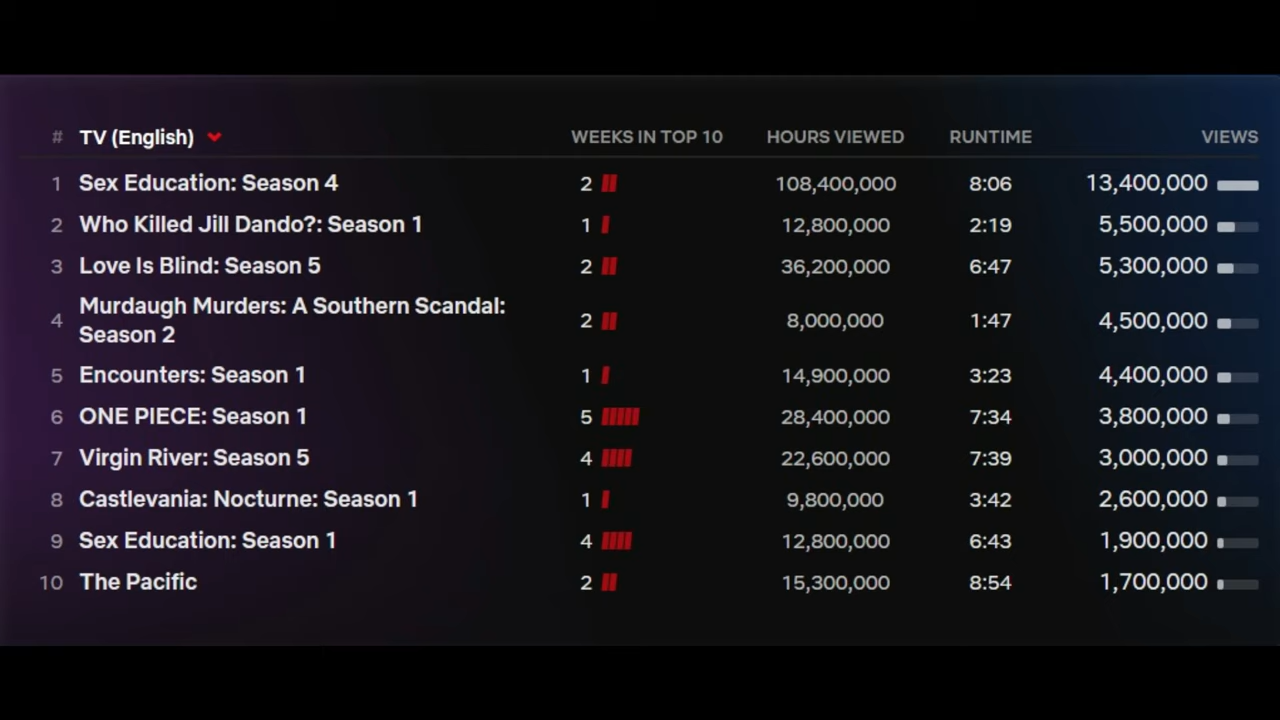 # TV (English) WEEKS IN TOP 10 HOURS VIEWED RUNTIME VIEWS
1 Sex Education: Season 4 2 108,400,000 8:06 13,400,000
2 Who Killed Jill Dando?: Season 1 1 12,800,000 2:19 5,500,000
3 Love Is Blind: Season 5 2 36,200,000 6:47 5,300,000
4 Murdaugh Murders: A Southern Scandal:
Season 2 2 8,000,000 1:47 4,500,000
5 Encounters: Season 1 1 14,900,000 3:23 4,400,000
6 ONE PIECE: Season 1 5 28,400,000 7:34 3,800,000
7 Virgin River: Season 5 4 22,600,000 7:39 3,000,000
8 Castlevania: Nocturne: Season 1 1 9,800,000 3:42 2,600,000
9 Sex Education: Season 1 4 12,800,000 6:43 1,900,000
10 The Pacific 2 15,300,000 8:54 1,700,000